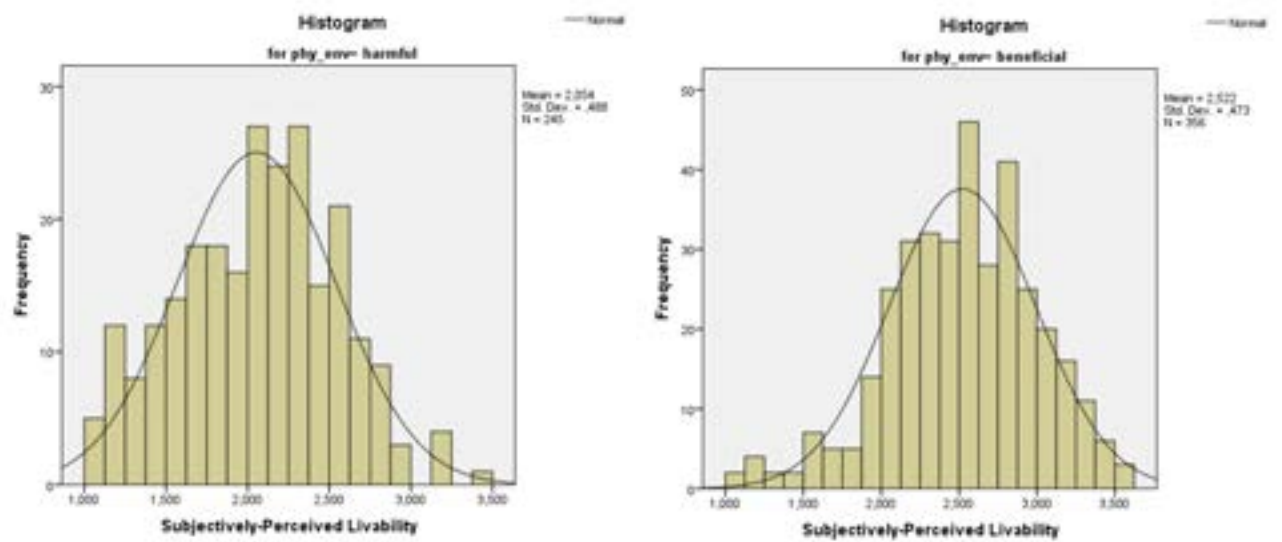 Histogram
Normal
for phy_env= harmful
Mean = 2,054
Std. Dev. = ,488
N = 245
30
20
10
0
Frequency
1,000 1,500 2,000 2,500 3,000 3,500
Subjectively-Perceived Livability
Histogram
Normal
for phy_env= beneficial
Mean = 2,522
Std. Dev. = ,473
N = 356
50
40
30
20
10
0
Frequency
1,000 1,500 2,000 2,500 3,000 3,500
Subjectively-Perceived Livability